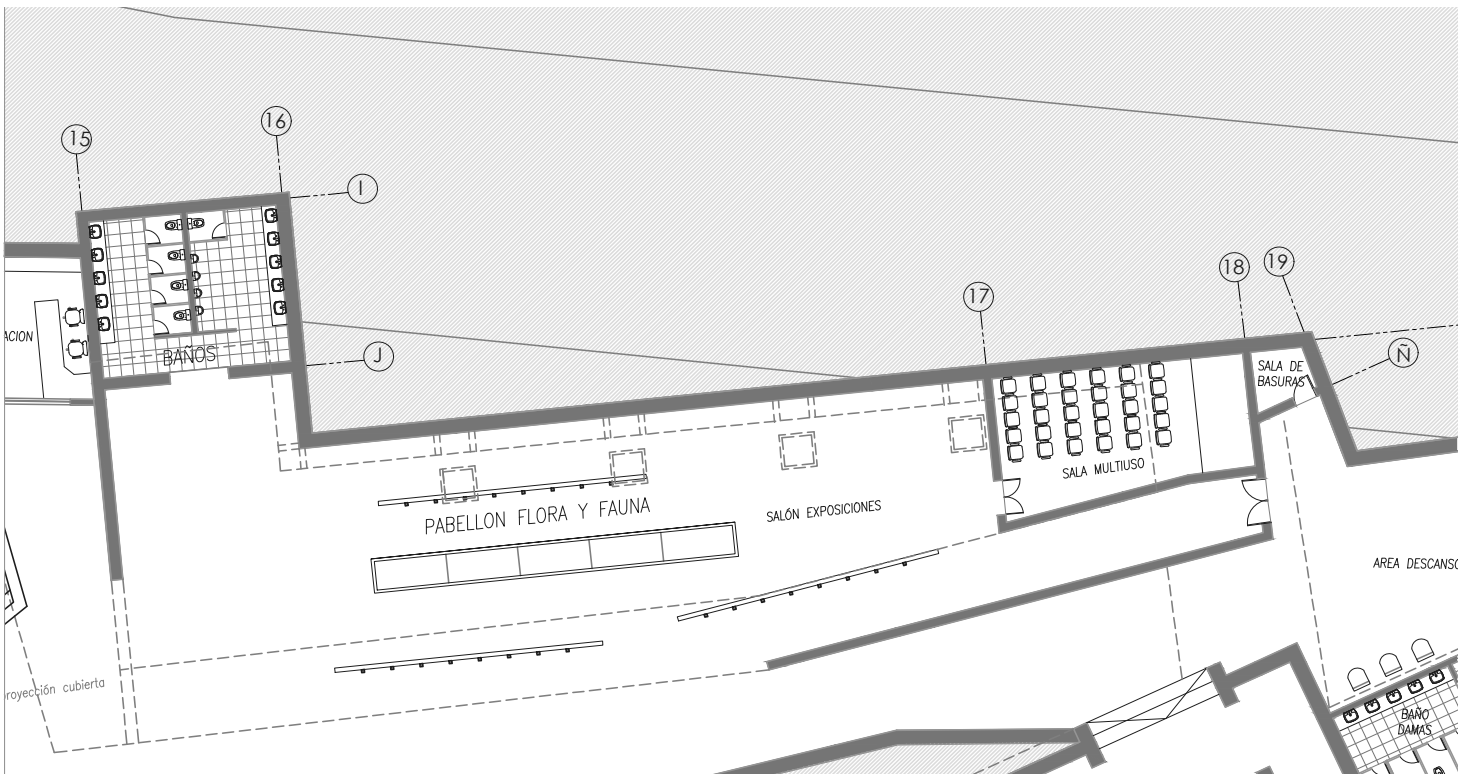 16
15
I
19
18
17
J
Ñ
ACION
BAÑOS
SALA DE
BASURAS
SALA MULTIUSO
PABELLON FLORA Y FAUNA
SALÓN EXPOSICIONES
AREA DESCANSO
royección cubierta
BAÑO
DAMAS